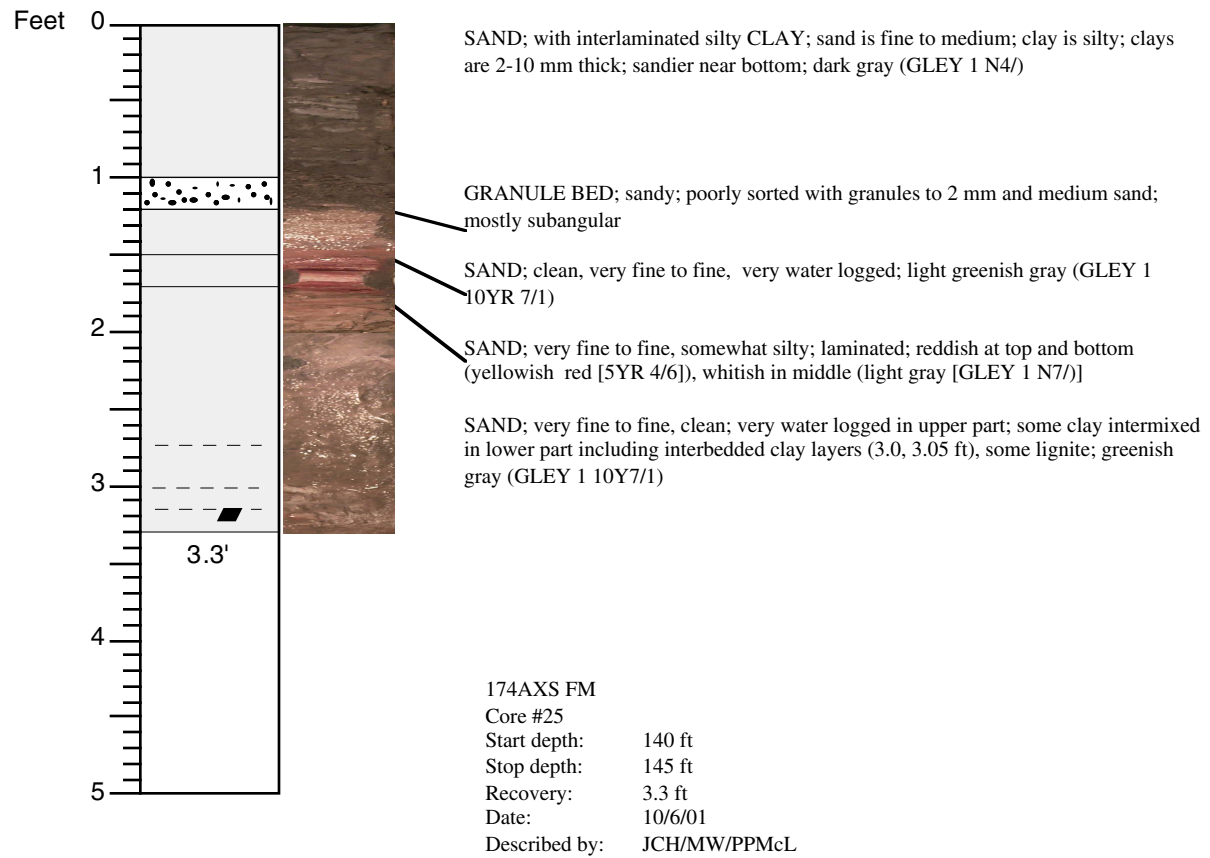 Feet
0
SAND; with interlaminated silty CLAY; sand is fine to medium; clay is silty; clays
are 2-10 mm thick; sandier near bottom; dark gray (GLEY 1 N4/)
1
GRANULE BED; sandy; poorly sorted with granules to 2 mm and medium sand;
mostly subangular
SAND; clean, very fine to fine, very water logged; light greenish gray (GLEY 1
10YR 7/1)
2
SAND; very fine to fine, somewhat silty; laminated; reddish at top and bottom
(yellowish red [5YR 4/6]), whitish in middle (light gray [GLEY 1 N7/)]
SAND; very fine to fine, clean; very water logged in upper part; some clay intermixed
in lower part including interbedded clay layers (3.0, 3.05 ft), some lignite; greenish
gray (GLEY 1 10Y7/1)
3
3.3'
4
5
174AXS FM
Core #25
Start depth: 140 ft
Stop depth: 145 ft
Recovery: 3.3 ft
Date: 10/6/01
Described by: JCH/MW/PPMcL